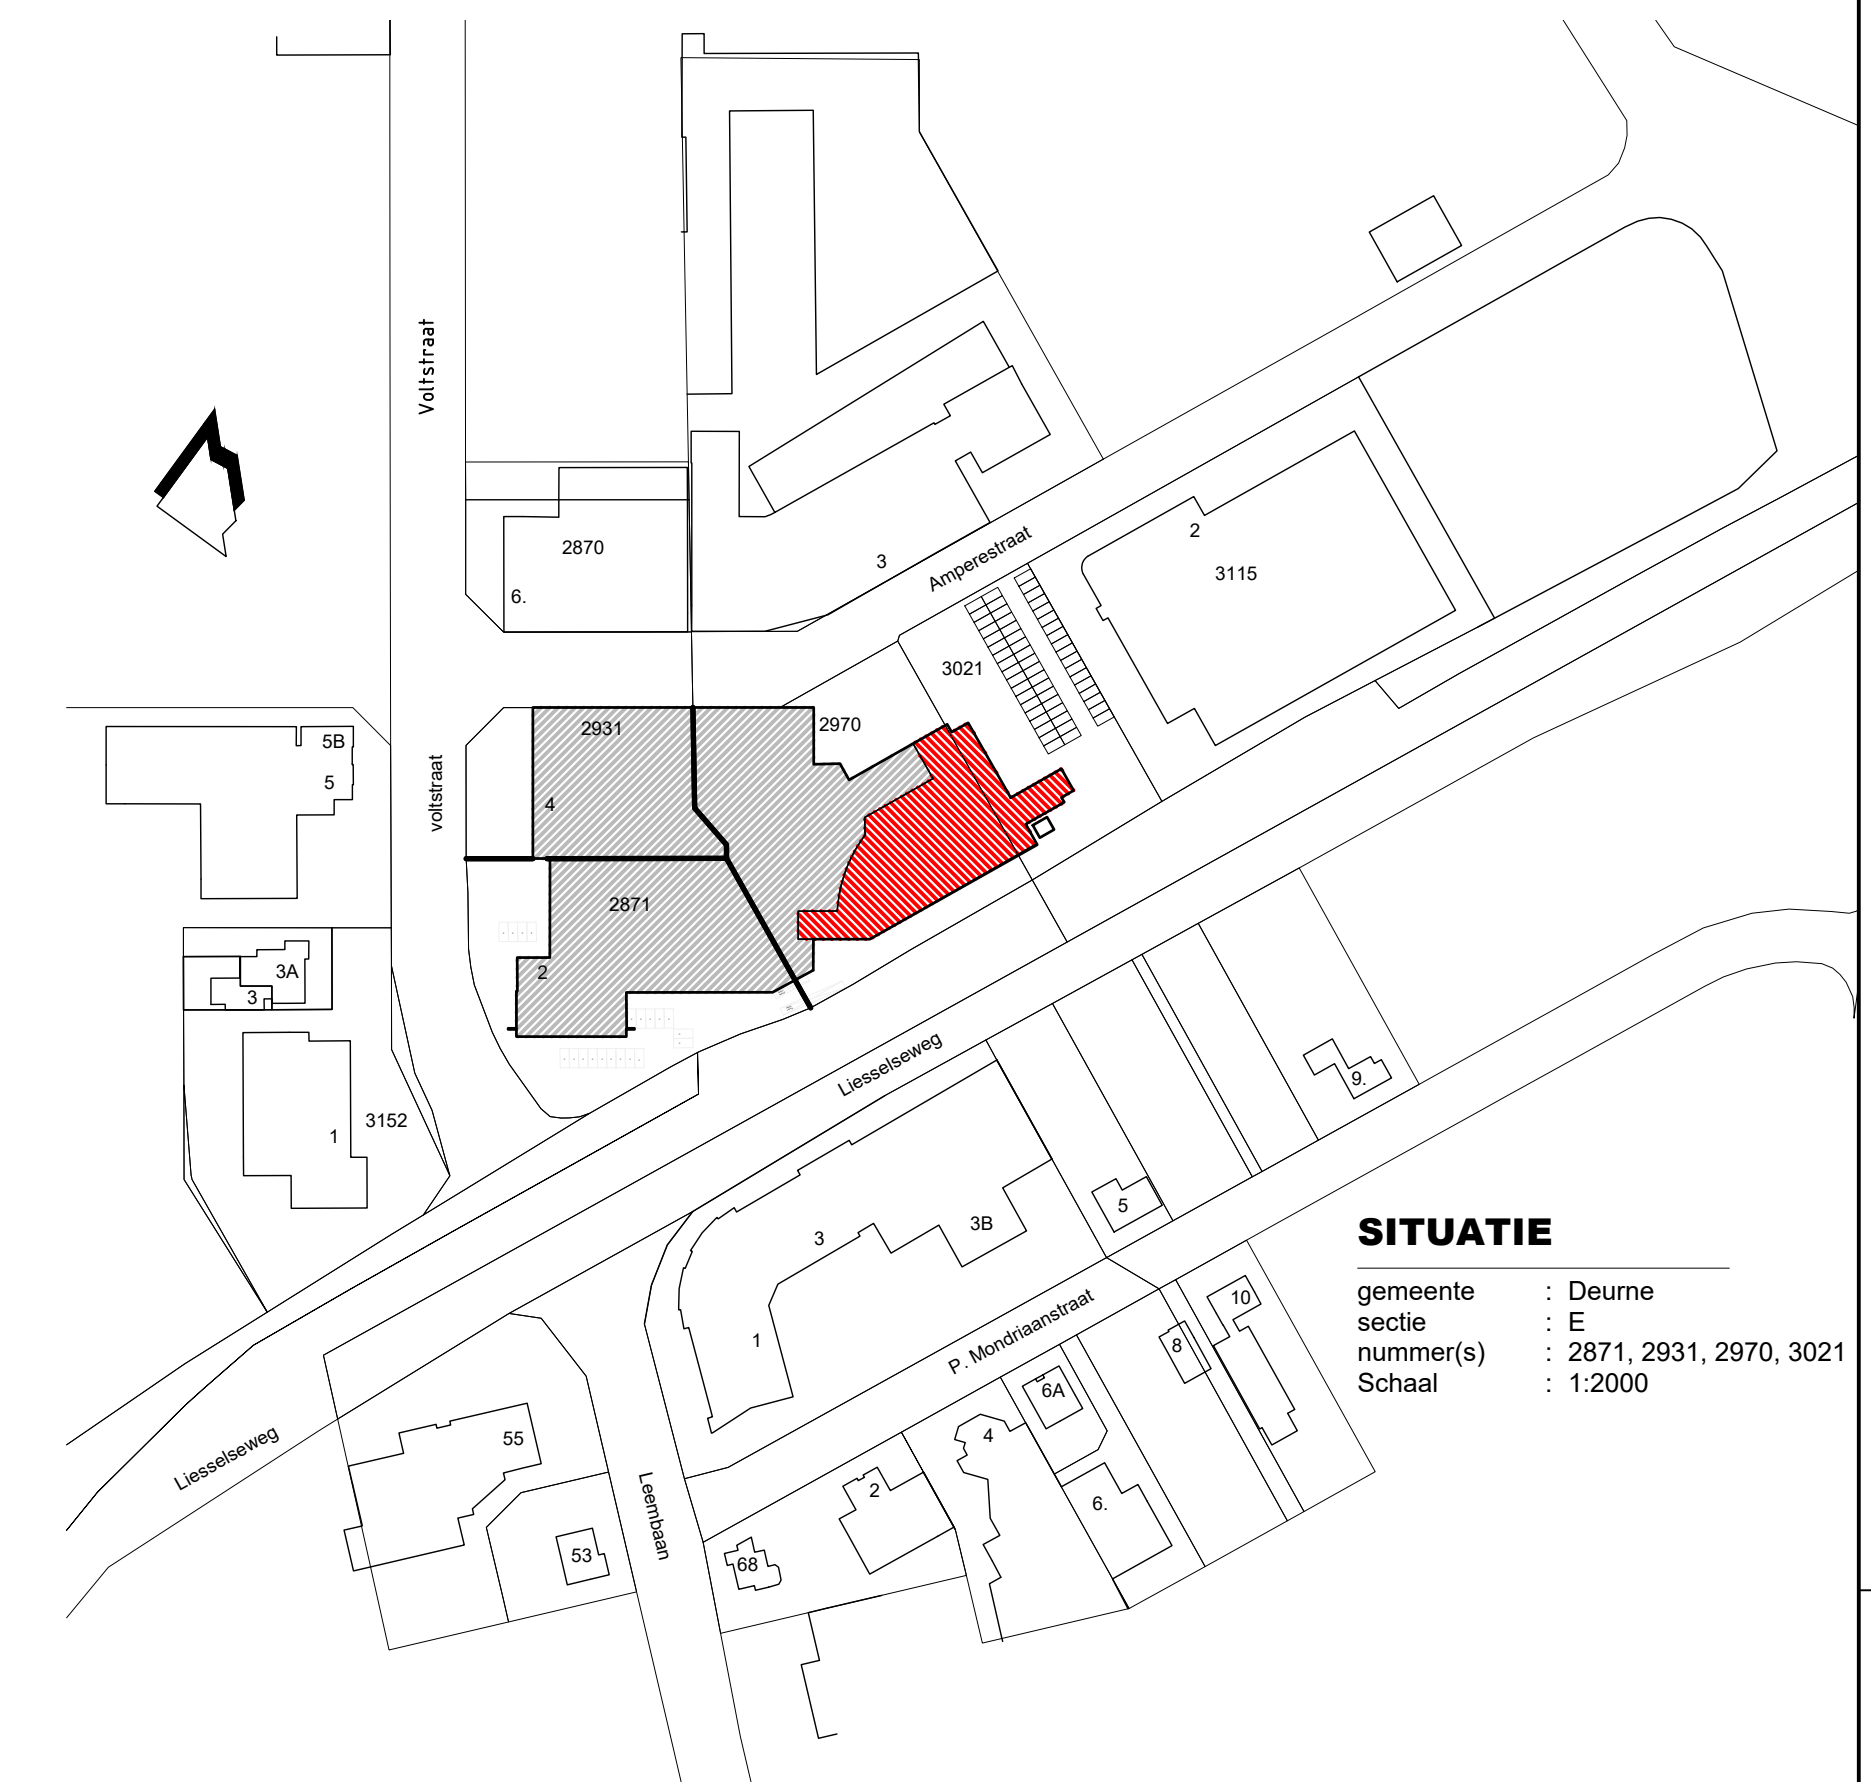 Voltstraat
2870
6.
3
Amperestraat
2
3115
3021
2931
2970
5B
5
voltstraat
4
2871
2
3A
3
Liesselseweg
9.
3152
1
5
3B
3
SITUATIE
gemeente : Deurne
sectie : E
nummer(s) : 2871, 2931, 2970, 3021
Schaal : 1:2000
10
P. Mondriaanstraat
1
8
6A
55
4
Liesselseweg
2
6.
Leembaan
53
68